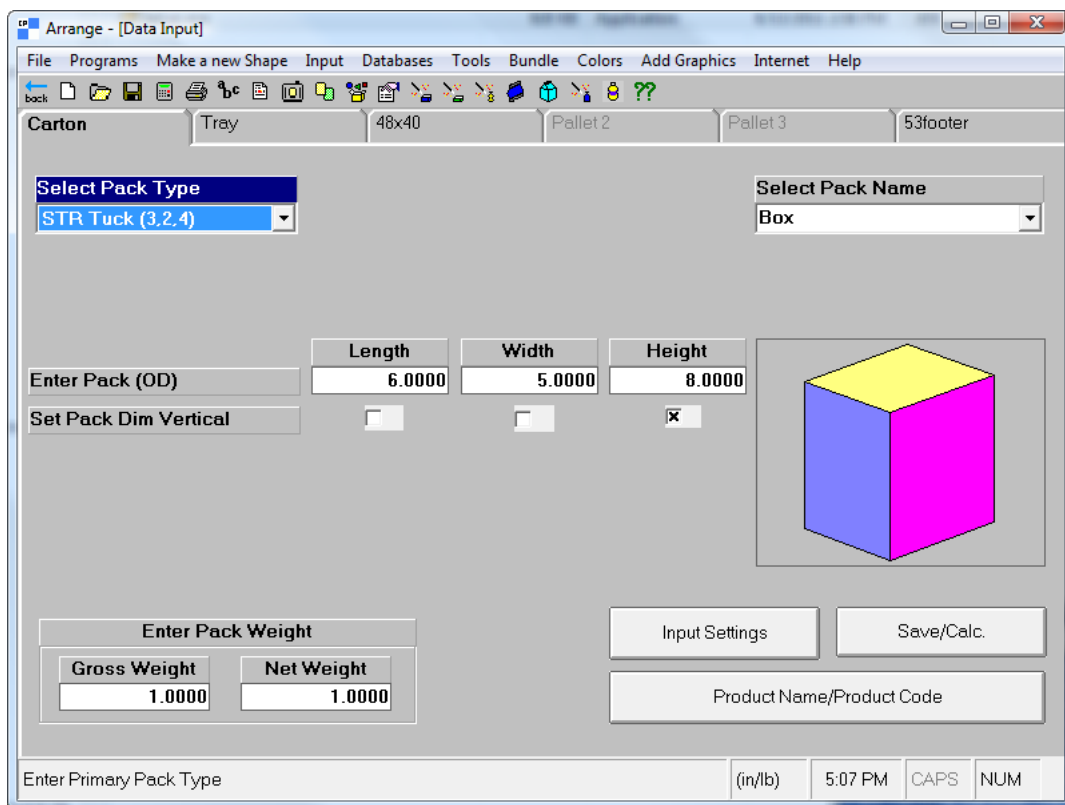 CP
Arrange - [Data Input]
File Programs Make a new Shape Input Databases Tools Bundle Colors Add Graphics Internet Help
back abc ??
Carton Tray 48x40 Pallet 2 Pallet 3 53footer
Select Pack Type Select Pack Name
STR Tuck (3,2,4) Box
Length Width Height
Enter Pack (OD) 6.0000 5.0000 8.0000
Set Pack Dim Vertical
Enter Pack Weight Input Settings Save/Calc.
Gross Weight Net Weight
1.0000 1.0000 Product Name/Product Code
Enter Primary Pack Type (in/lb) 5:07 PM CAPS NUM